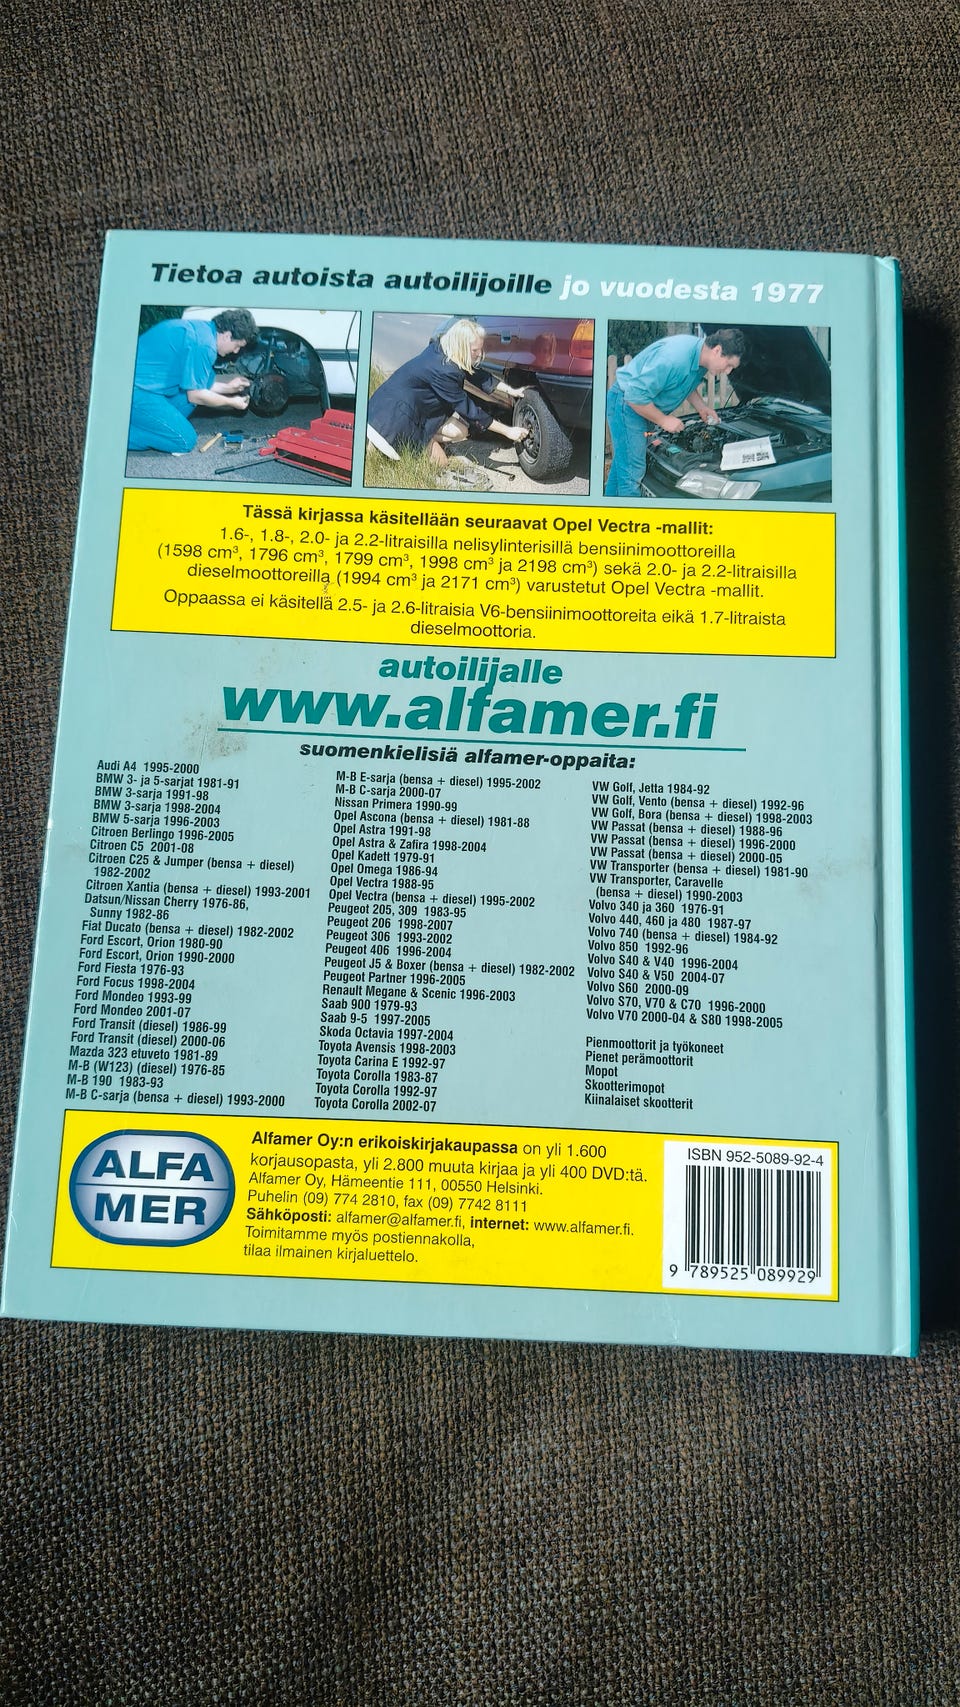 Tietoa autoista autoilijoille jo vuodesta 1977
Tässä kirjassa käsitellään seuraavat Opel Vectra -mallit:
1.6-, 1.8-, 2.0- ja 2.2-litraisilla nelisylinterisillä bensiinimoottoreilla
(1598 cm³, 1796 cm³, 1799 cm³, 1998 cm³ ja 2198 cm³) sekä 2.0- ja 2.2-litraisilla
dieselmoottoreilla (1994 cm³ ja 2171 cm³) varustetut Opel Vectra -mallit.
Oppaassa ei käsitellä 2.5- ja 2.6-litraisia V6-bensiinimoottoreita eikä 1.7-litraista
dieselmoottoria.
autoilijalle
www.alfamer.fi
suomenkielisiä alfamer-oppaita:
Audi A4 1995-2000
BMW 3- ja 5-sarjat 1981-91
BMW 3-sarja 1991-98
BMW 3-sarja 1998-2004
BMW 5-sarja 1996-2003
Citroen Berlingo 1996-2005
Citroen C5 2001-08
Citroen C25 & Jumper (bensa + diesel)
1982-2002
Citroen Xantia (bensa + diesel) 1993-2001
Datsun/Nissan Cherry 1976-86,
Sunny 1982-86
Fiat Ducato (bensa + diesel) 1982-2002
Ford Escort, Orion 1980-90
Ford Escort, Orion 1990-2000
Ford Fiesta 1976-93
Ford Focus 1998-2004
Ford Mondeo 1993-99
Ford Mondeo 2001-07
Ford Transit (diesel) 1986-99
Ford Transit (diesel) 2000-06
Mazda 323 etuveto 1981-89
M-B (W123) (diesel) 1976-85
M-B 190 1983-93
M-B C-sarja (bensa + diesel) 1993-2000
M-B E-sarja (bensa + diesel) 1995-2002
M-B C-sarja 2000-07
Nissan Primera 1990-99
Opel Ascona (bensa + diesel) 1981-88
Opel Astra 1991-98
Opel Astra & Zafira 1998-2004
Opel Kadett 1979-91
Opel Omega 1986-94
Opel Vectra 1988-95
Opel Vectra (bensa + diesel) 1995-2002
Peugeot 205, 309 1983-95
Peugeot 206 1998-2007
Peugeot 306 1993-2002
Peugeot 406 1996-2004
Peugeot J5 & Boxer (bensa + diesel) 1982-2002
Peugeot Partner 1996-2005
Renault Megane & Scenic 1996-2003
Saab 900 1979-93
Saab 9-5 1997-2005
Skoda Octavia 1997-2004
Toyota Avensis 1998-2003
Toyota Carina E 1992-97
Toyota Corolla 1983-87
Toyota Corolla 1992-97
Toyota Corolla 2002-07
VW Golf, Jetta 1984-92
VW Golf, Vento (bensa + diesel) 1992-96
VW Golf, Bora (bensa + diesel) 1998-2003
VW Passat (bensa + diesel) 1988-96
VW Passat (bensa + diesel) 1996-2000
VW Passat (bensa + diesel) 2000-05
VW Transporter (bensa + diesel) 1981-90
VW Transporter, Caravelle
(bensa + diesel) 1990-2003
Volvo 340 ja 360 1976-91
Volvo 440, 460 ja 480 1987-97
Volvo 740 (bensa + diesel) 1984-92
Volvo 850 1992-96
Volvo S40 & V40 1996-2004
Volvo S40 & V50 2004-07
Volvo S60 2000-09
Volvo S70, V70 & C70 1996-2000
Volvo V70 2000-04 & S80 1998-2005
Pienmoottorit ja työkoneet
Pienet perämoottorit
Mopot
Skootterimopot
Kiinalaiset skootterit
ALFA
MER
Alfamer Oy:n erikoiskirjakaupassa on yli 1.600
korjausopasta, yli 2.800 muuta kirjaa ja yli 400 DVD:tä.
Alfamer Oy, Hämeentie 111, 00550 Helsinki.
Puhelin (09) 774 2810, fax (09) 7742 8111
Sähköposti: alfamer@alfamer.fi, internet: www.alfamer.fi.
Toimitamme myös postiennakolla,
tilaa ilmainen kirjaluettelo.
ISBN 952-5089-92-4
9 789525 089929